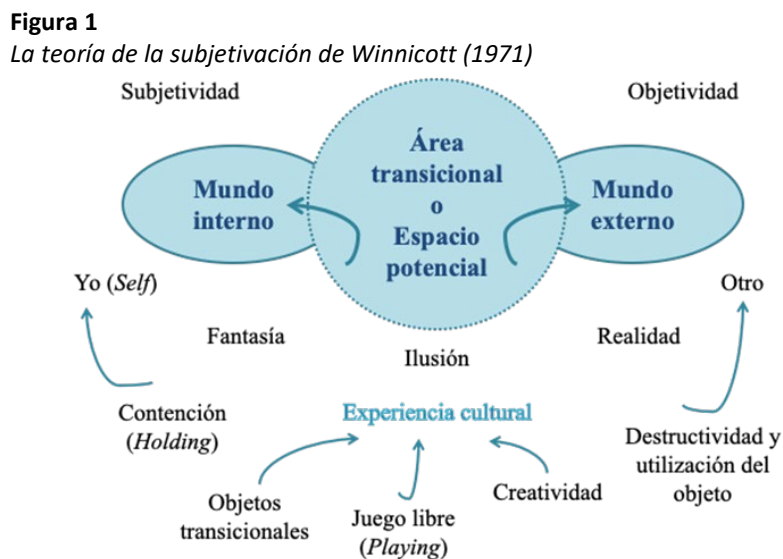 Figura 1
La teoría de la subjetivación de Winnicott (1971)
Subjetividad
Objetividad
Área
transicional
o
Espacio
potencial
Mundo
interno
Mundo
externo
Yo (Self)
Otro
Fantasía
Ilusión
Realidad
Contención
(Holding)
Experiencia cultural
Destructividad y
utilización del
objeto
Objetos
transicionales
Juego libre
(Playing)
Creatividad